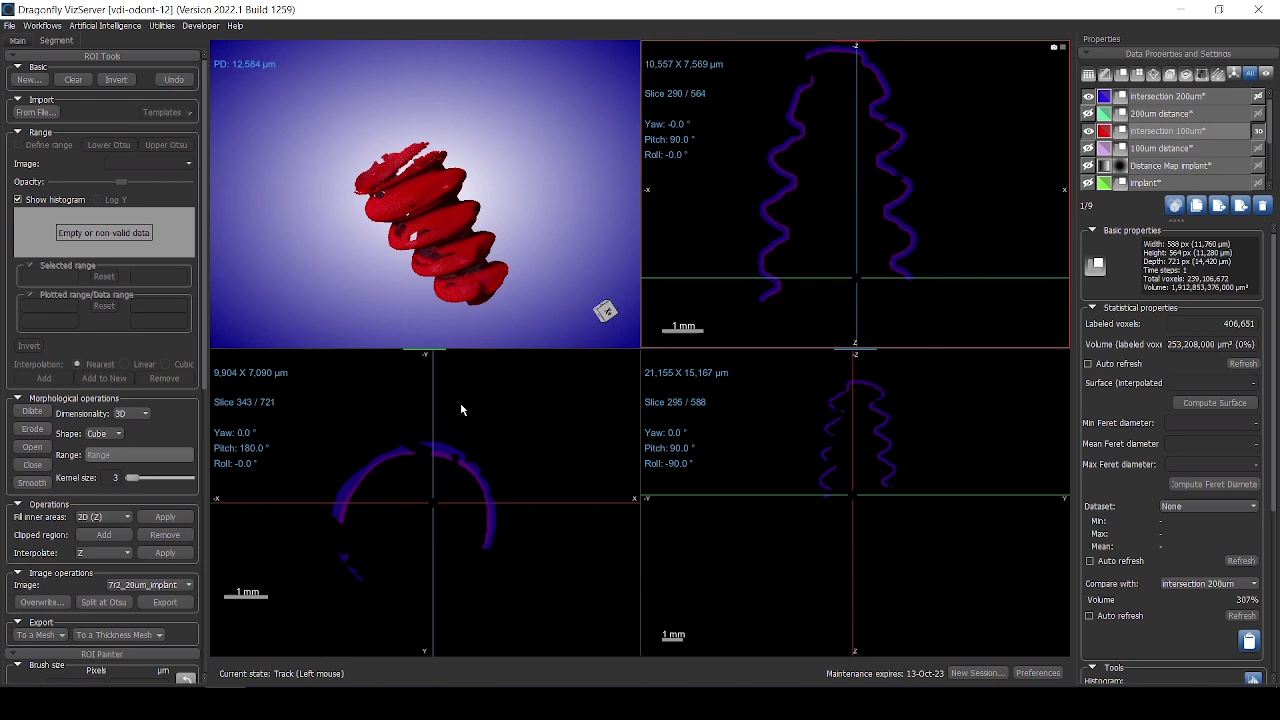 Dragonfly VizServer [vdi-odont-12] (Version 2022.1 Build 1259)
File Workflows Artificial Intelligence Utilities Developer Help
Main Segment
ROI Tools
Basic
New... Clear Invert Undo
Import
From File... Templates
Range
Define range Lower Otsu Upper Otsu
Image:
Opacity:
Show histogram Log Y
Empty or non-valid data
Selected range
Reset
Plotted range/Data range
Reset
Invert
Interpolation: Nearest Linear Cubic
Add Add to New Remove
Morphological operations
Dilate Dimensionality: 3D
Erode
Open Shape: Cube
Range: Range
Close
Smooth Kernel size: 3
Operations
Fill inner areas: 2D (Z) Apply
Clipped region: Add Remove
Interpolate: Z Apply
Image operations
Image: 7r2_20um_implant
Overwrite... Split at Otsu Export
Export
To a Mesh To a Thickness Mesh
ROI Painter
Brush size
Pixels µm
PD: 12,584 µm
10,557 X 7,569 µm
Slice 290 / 564
Yaw: -0.0 °
Pitch: 90.0 °
Roll: -0.0 °
-Z
-X
X
Z
1 mm
9,904 X 7,090 µm
Slice 343 / 721
Yaw: 0.0 °
Pitch: 180.0 °
Roll: -0.0 °
-Y
-X
X
Y
1 mm
21,155 X 15,167 µm
Slice 295 / 588
Yaw: 0.0 °
Pitch: 90.0 °
Roll: -90.0 °
-Z
-Y
Y
Z
1 mm
Current state: Track (Left mouse)
Maintenance expires: 13-Oct-23 New Session... Preferences
Properties
Data Properties and Settings
All
intersection 200um*
200um distance*
intersection 100um* 3D
100um distance*
Distance Map implant*
implant*
1/9
Basic properties
Width: 588 px (11,760 µm)
Height: 564 px (11,280 µm)
Depth: 721 px (14,420 µm)
Time steps: 1
Total voxels: 239,106,672
Volume: 1,912,853,376,000 µm³
Statistical properties
Labeled voxels: 406,651
Volume (labeled vox 253,208,000 µm³ (0%)
Auto refresh Refresh
Surface (interpolated -
Compute Surface
Min Feret diameter: -
Mean Feret diameter: -
Max Feret diameter: -
Compute Feret Diamete
Dataset: None
Min: -
Max: -
Mean: -
Auto refresh Refresh
Compare with: intersection 200um
Volume 307%
Auto refresh Refresh
Tools
Histogram: